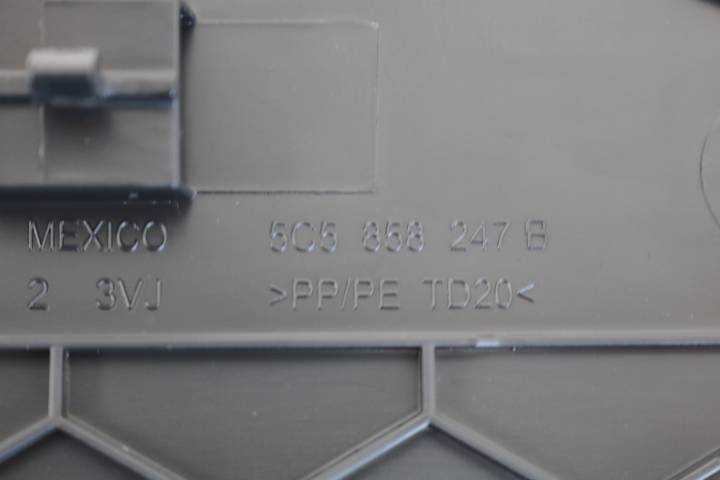 MEXICO 5C5 858 247 B
2 3VJ >PP/PE TD20<